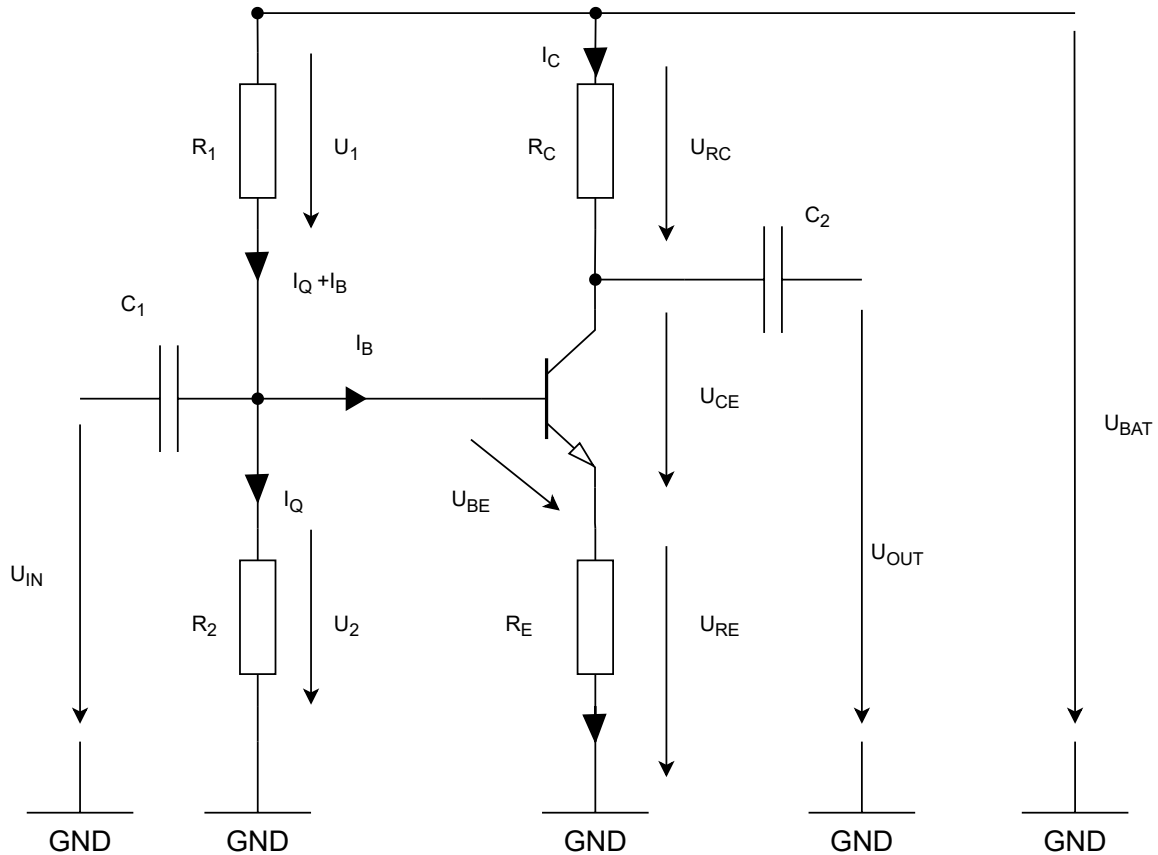 I_C
R_1
U_1
R_C
U_RC
C_2
I_Q +I_B
C_1
I_B
U_CE
U_BAT
I_Q
U_BE
U_IN
U_OUT
R_2
U_2
R_E
U_RE
GND
GND
GND
GND
GND